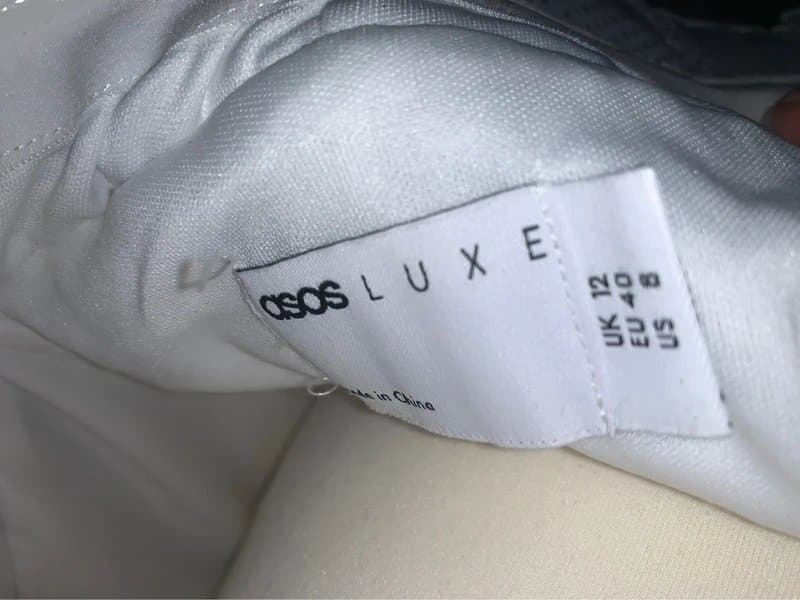 asos LUXE
in China
UK 12
EU 40
US 8